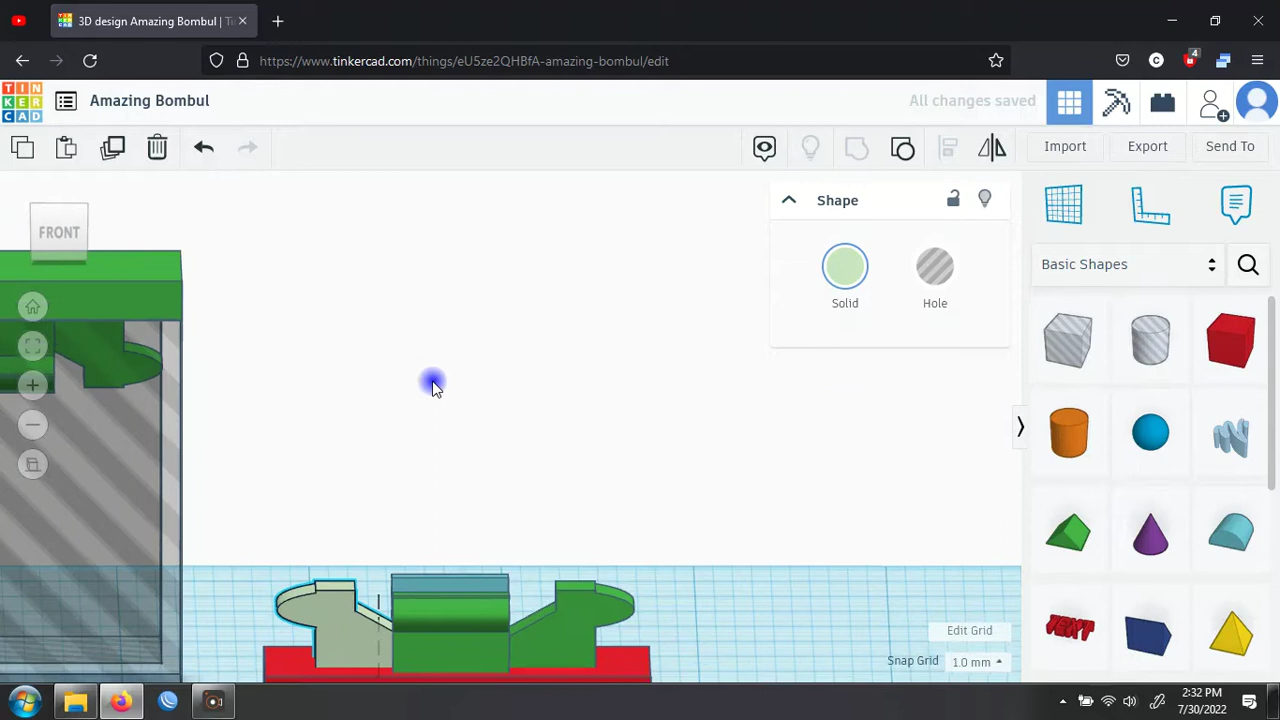 3D design Amazing Bombul | Ti
https://www.tinkercad.com/things/eU5ze2QHBfA-amazing-bombul/edit
4
TIN
KER
CAD
Amazing Bombul
All changes saved
Import
Export
Send To
Shape
FRONT
Solid
Hole
Basic Shapes
TEXT
Edit Grid
Snap Grid
1.0 mm
2:32 PM
7/30/2022